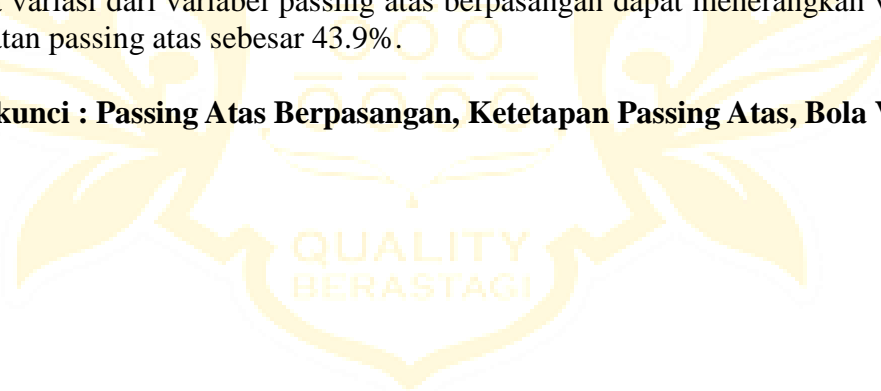 variasi dari variabel passing atas berpasangan dapat menerangkan
atan passing atas sebesar 43.9%.
kunci : Passing Atas Berpasangan, Ketetapan Passing Atas, Bola V
QUALITY
BERASTAGI